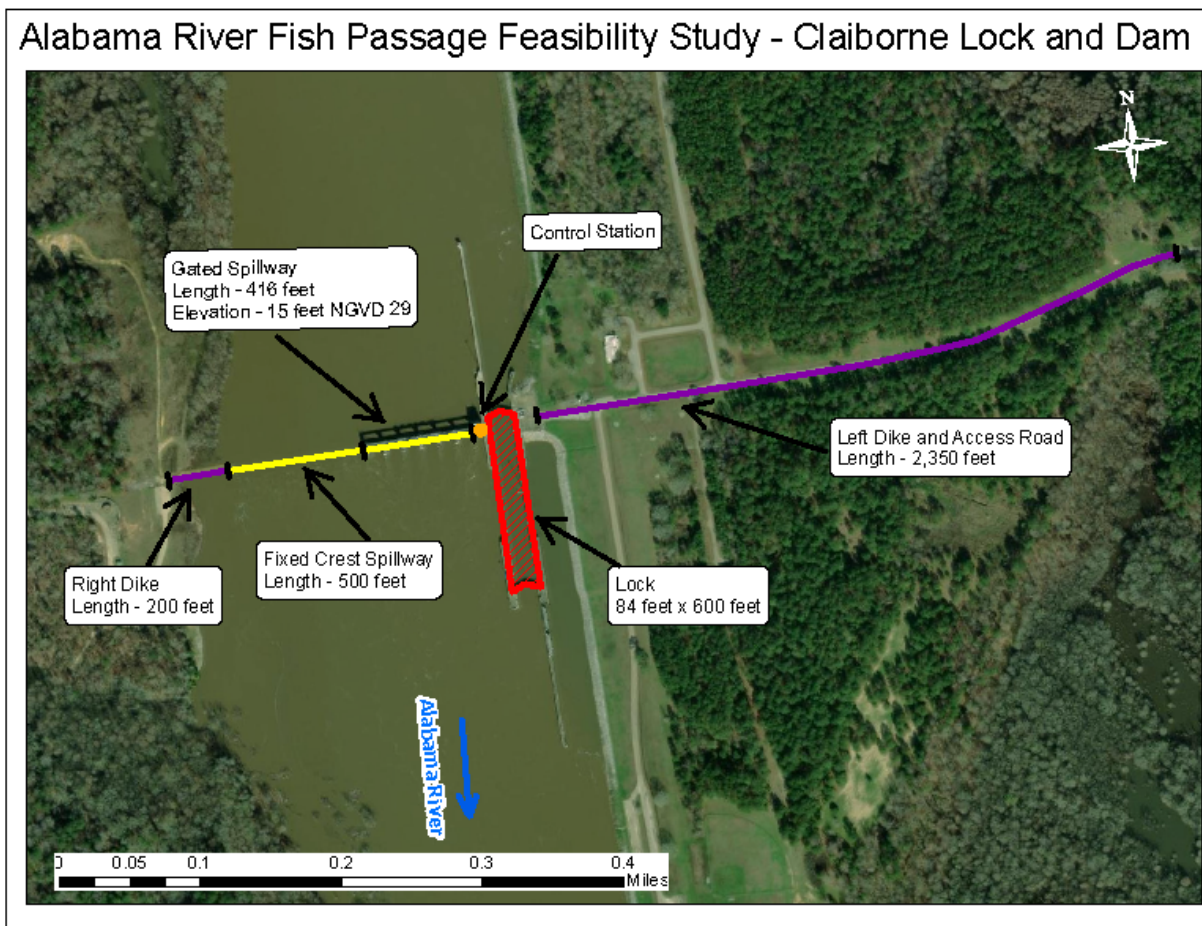 Alabama River Fish Passage Feasibility Study - Claiborne Lock and Dam
N
Control Station
Gated Spillway
Length - 416 feet
Elevation - 15 feet NGVD 29
Left Dike and Access Road
Length - 2,350 feet
Fixed Crest Spillway
Length - 500 feet
Right Dike
Length - 200 feet
Lock
84 feet x 600 feet
Alabama River
0 0.05 0.1 0.2 0.3 0.4
Miles